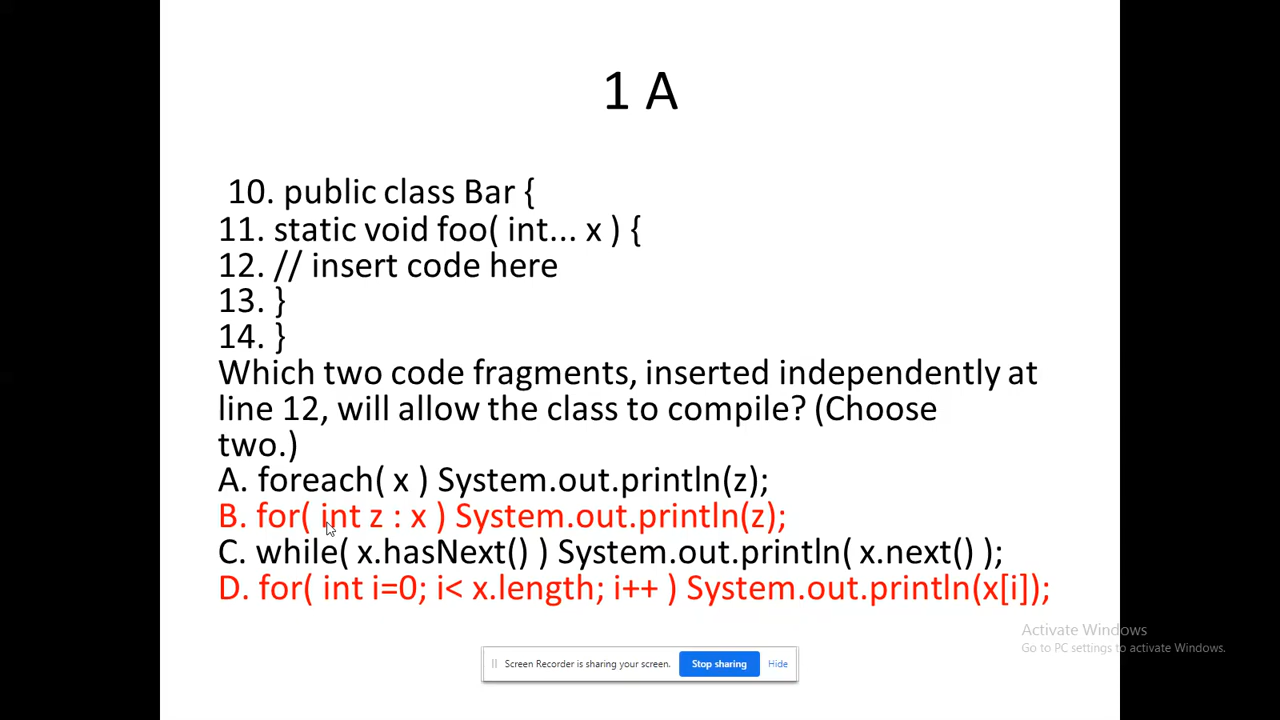 1 A
10. public class Bar {
11. static void foo( int... x ) {
12. // insert code here
13. }
14. }
Which two code fragments, inserted independently at
line 12, will allow the class to compile? (Choose
two.)
A. foreach( x ) System.out.println(z);
B. for( int z : x ) System.out.println(z);
C. while( x.hasNext() ) System.out.println( x.next() );
D. for( int i=0; i< x.length; i++ ) System.out.println(x[i]);
Activate Windows
Go to PC settings to activate Windows.
Screen Recorder is sharing your screen. Stop sharing Hide